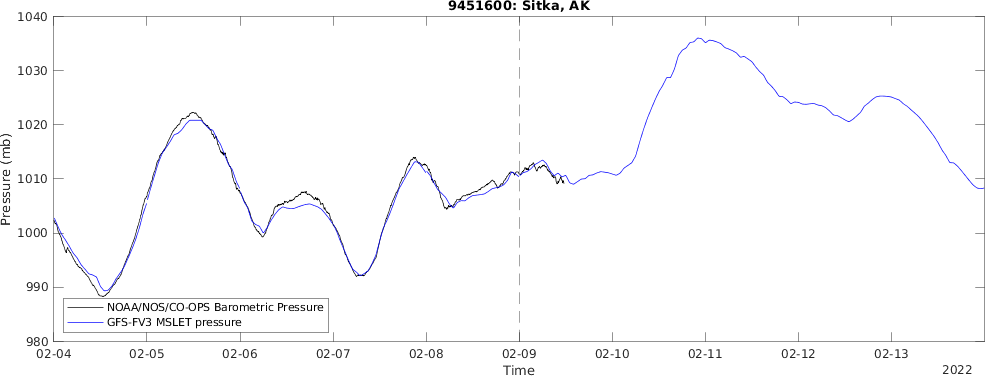 9451600: Sitka, AK
1040
1030
1020
1010
1000
990
980
Pressure (mb)
NOAA/NOS/CO-OPS Barometric Pressure
GFS-FV3 MSLET pressure
02-04 02-05 02-06 02-07 02-08 02-09 02-10 02-11 02-12 02-13
Time
2022